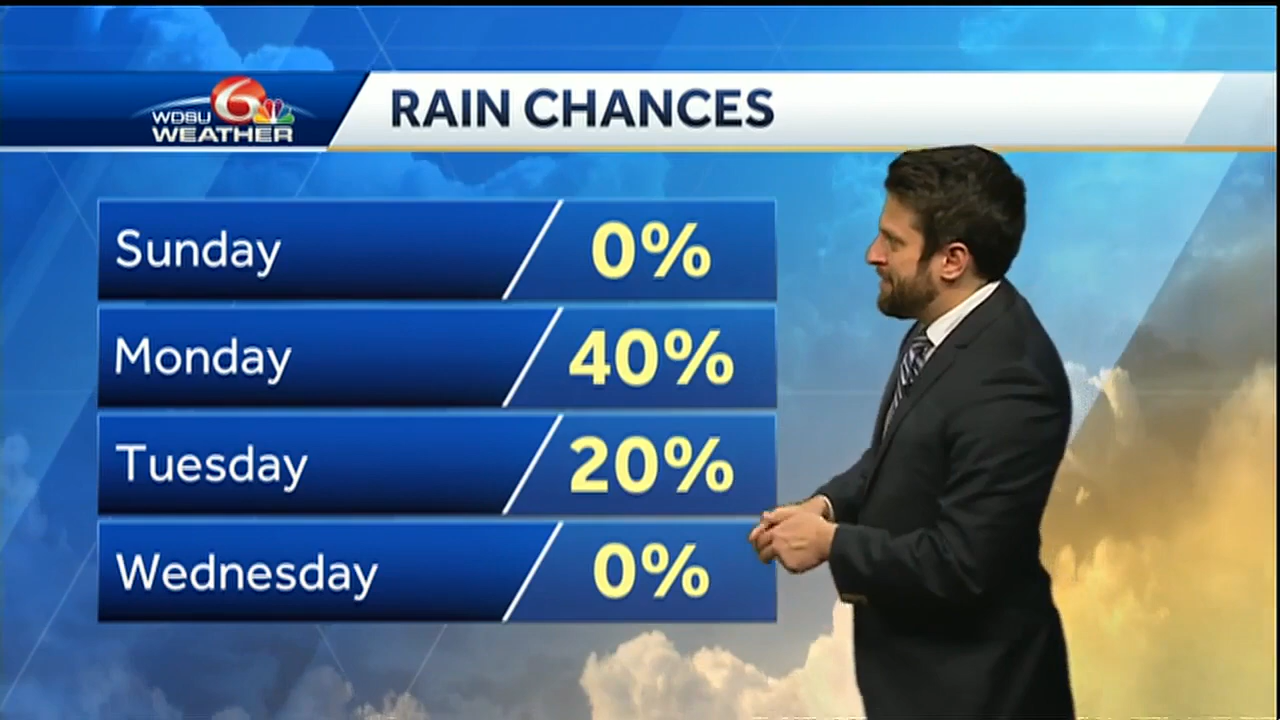 WDSU 6
WEATHER
RAIN CHANCES
Sunday 0%
Monday 40%
Tuesday 20%
Wednesday 0%